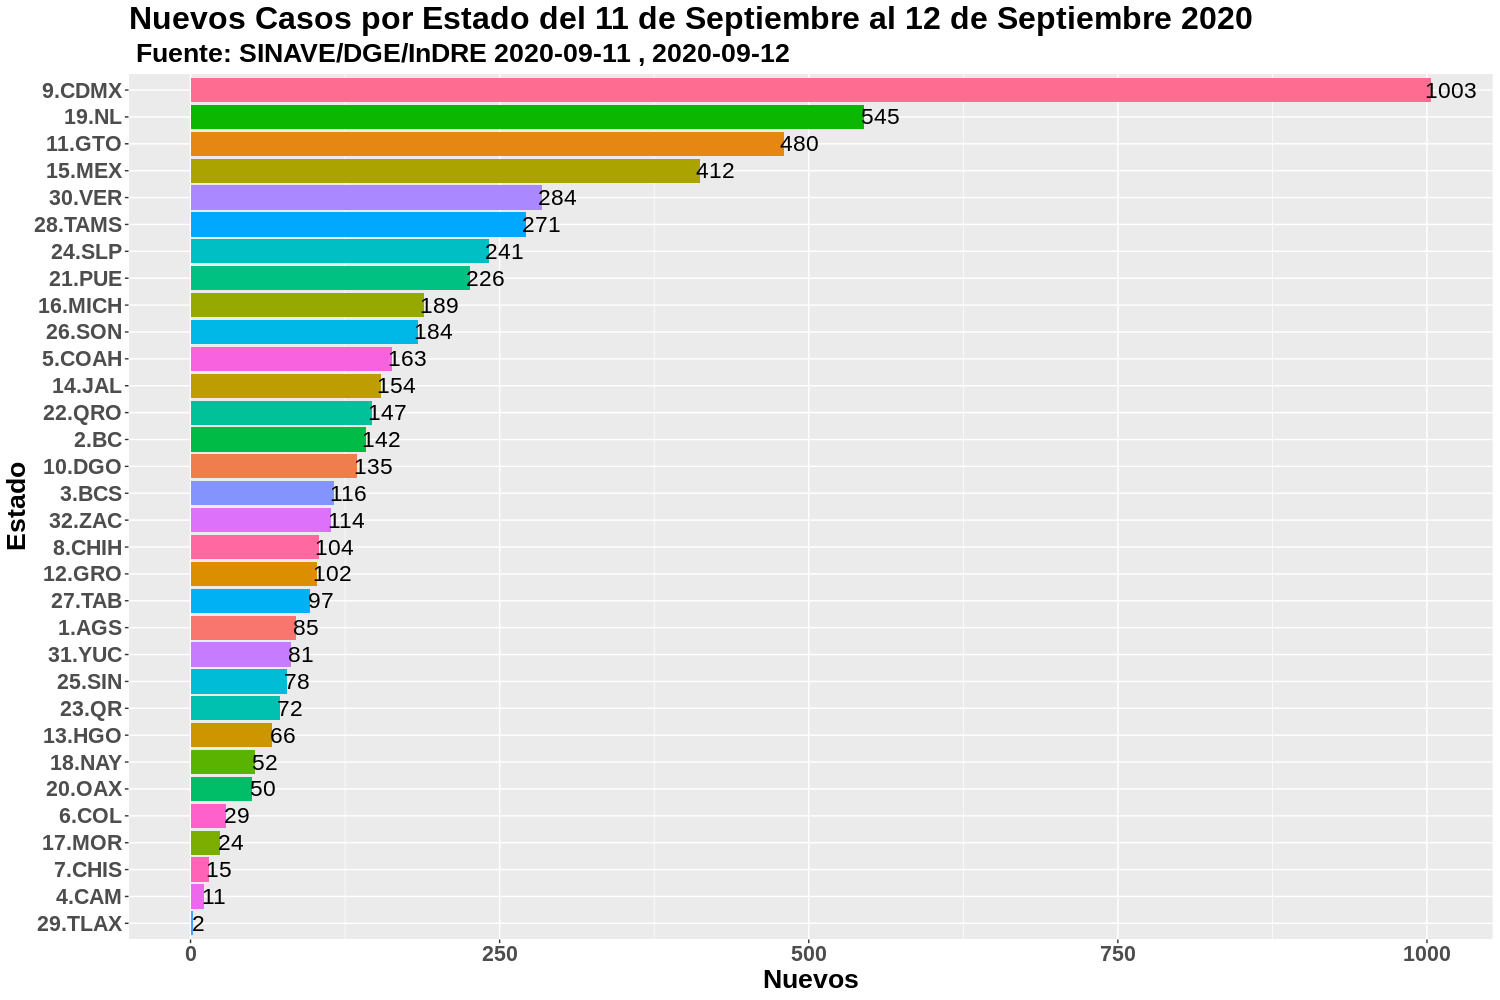 Nuevos Casos por Estado del 11 de Septiembre al 12 de Septiembre 2020
Fuente: SINAVE/DGE/InDRE 2020-09-11 , 2020-09-12
Estado
9.CDMX 1003
19.NL 545
11.GTO 480
15.MEX 412
30.VER 284
28.TAMS 271
24.SLP 241
21.PUE 226
16.MICH 189
26.SON 184
5.COAH 163
14.JAL 154
22.QRO 147
2.BC 142
10.DGO 135
3.BCS 116
32.ZAC 114
8.CHIH 104
12.GRO 102
27.TAB 97
1.AGS 85
31.YUC 81
25.SIN 78
23.QR 72
13.HGO 66
18.NAY 52
20.OAX 50
6.COL 29
17.MOR 24
7.CHIS 15
4.CAM 11
29.TLAX 2
0 250 500 750 1000
Nuevos